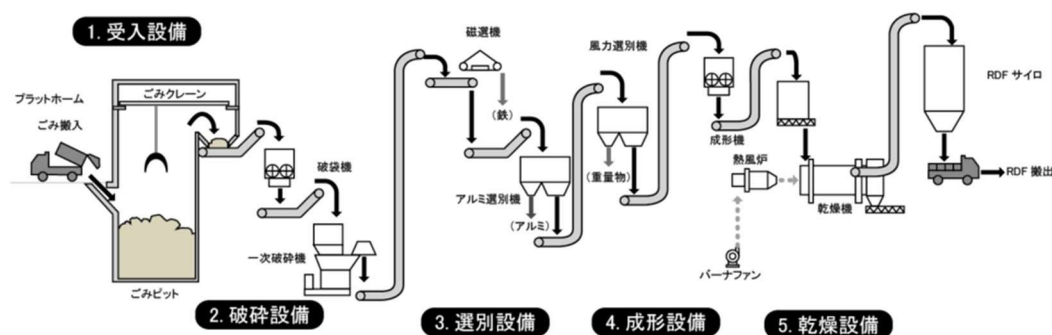 1. 受入設備
プラットホーム
ごみ搬入
ごみクレーン
ごみピット
破袋機
一次破砕機
2. 破砕設備
磁選機
(鉄)
アルミ選別機
(アルミ)
3. 選別設備
風力選別機
(重量物)
成形機
4. 成形設備
熱風炉
バーナファン
乾燥機
5. 乾燥設備
RDF サイロ
RDF 搬出